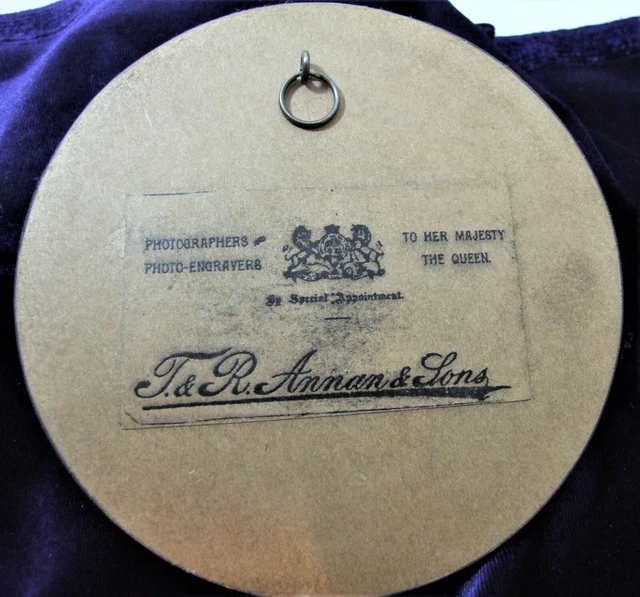 PHOTOGRAPHERS
PHOTO-ENGRAVERS
TO HER MAJESTY
THE QUEEN.
By Special Appointment.
T. & R. Annan & Sons